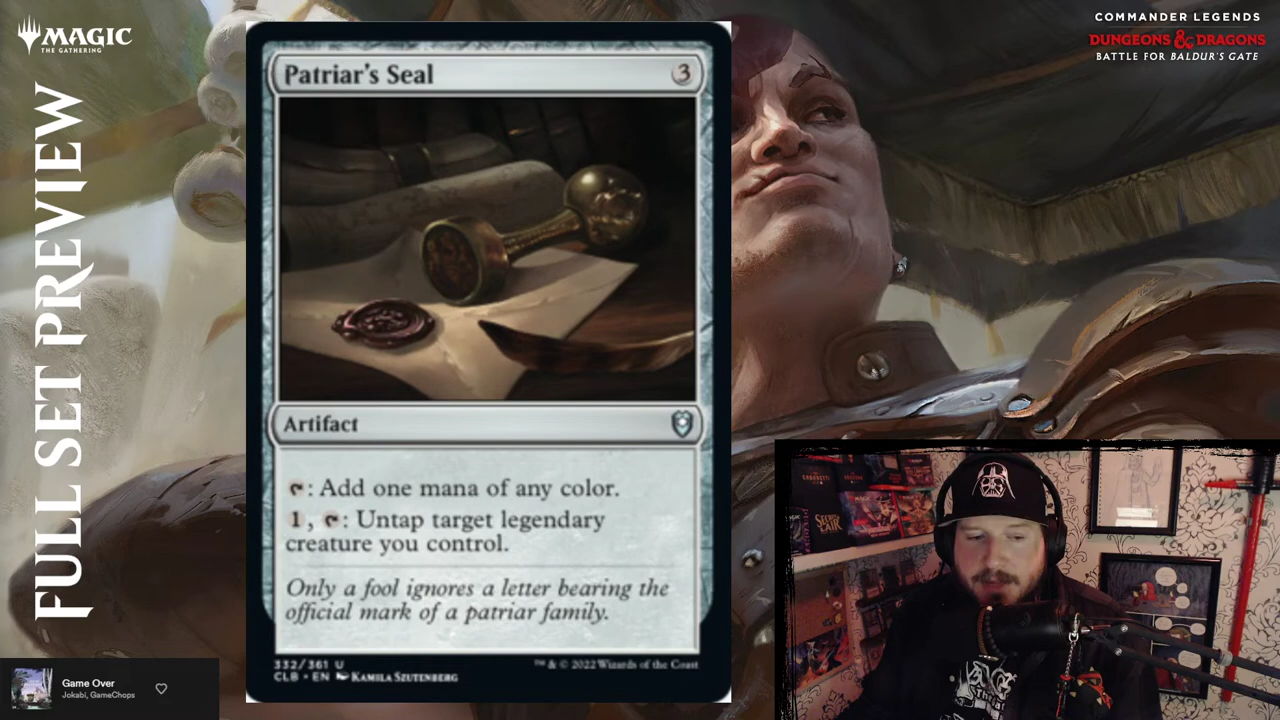 MAGIC
THE GATHERING
FULL SET PREVIEW
COMMANDER LEGENDS
DUNGEONS & DRAGONS
BATTLE FOR BALDUR'S GATE
Patriar's Seal
3
Artifact
: Add one mana of any color.
1, : Untap target legendary
creature you control.
Only a fool ignores a letter bearing the
official mark of a patriar family.
332/361 U
CLB • EN KAMILA SZUTENBERG
™ & © 2022 Wizards of the Coast
Game Over
Jokabi, GameChops
SECRET
LAIR